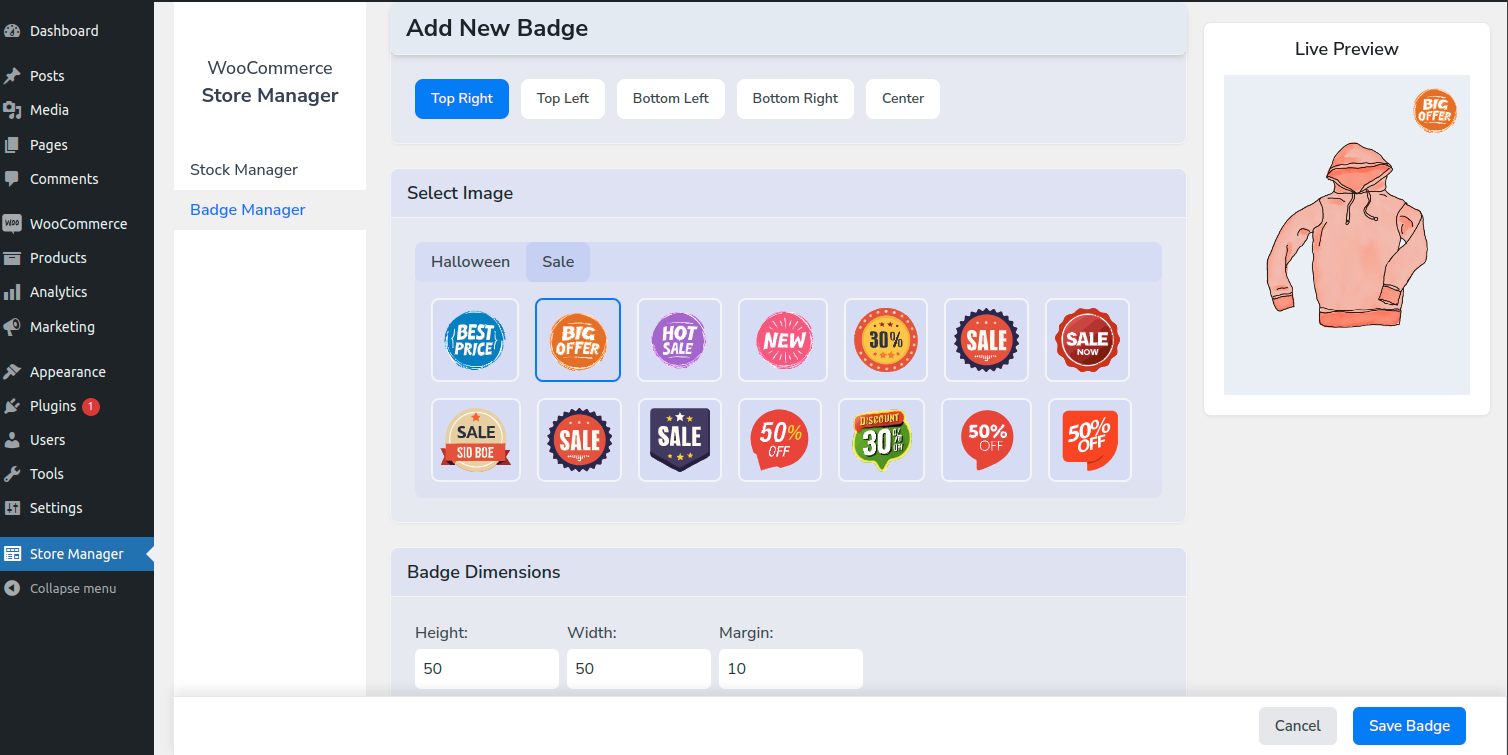 Dashboard
Posts
Media
Pages
Comments
WOO WooCommerce
Products
Analytics
Marketing
Appearance
Plugins 1
Users
Tools
Settings
Store Manager
Collapse menu
WooCommerce
Store Manager
Stock Manager
Badge Manager
Add New Badge
Top Right Top Left Bottom Left Bottom Right Center
Select Image
Halloween Sale
BEST
PRICE
BIG
OFFER
HOT
SALE
NEW
30%
SALE
SALE
NOW
SALE
SIO BOE
SALE
SALE
50%
OFF
DISCOUNT
30%
Off
50%
OFF
50%
OFF
Badge Dimensions
Height: Width: Margin:
50 50 10
Live Preview
BIG
OFFER
Cancel Save Badge